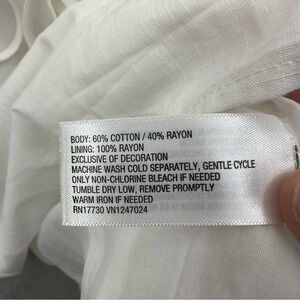 BODY: 60% COTTON / 40% RAYON
LINING: 100% RAYON
EXCLUSIVE OF DECORATION
MACHINE WASH COLD SEPARATELY, GENTLE CYCLE
ONLY NON-CHLORINE BLEACH IF NEEDED
TUMBLE DRY LOW, REMOVE PROMPTLY
WARM IRON IF NEEDED
RN17730 VN1247024